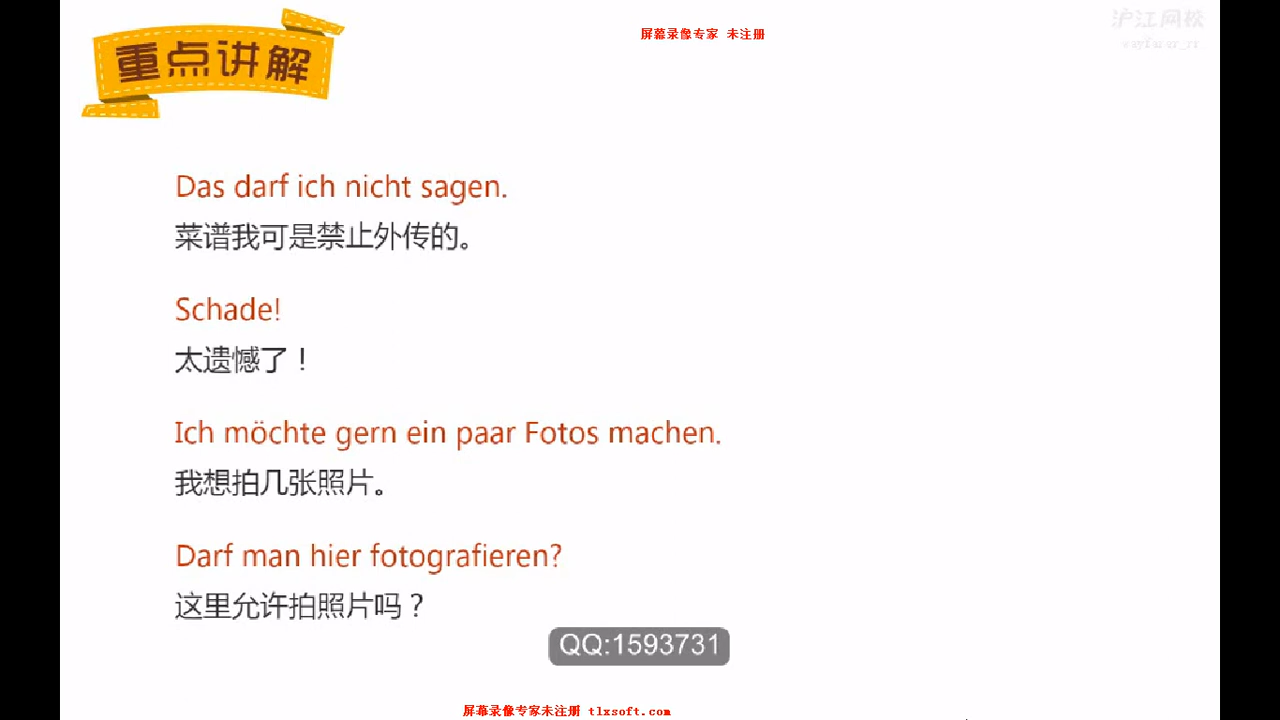 屏幕录像专家 未注册
沪江网校
重点讲解
Das darf ich nicht sagen.
菜谱我可是禁止外传的。
Schade!
太遗憾了！
Ich möchte gern ein paar Fotos machen.
我想拍几张照片。
Darf man hier fotografieren?
这里允许拍照片吗？
QQ:1593731
屏幕录像专家未注册 tlxsoft.com